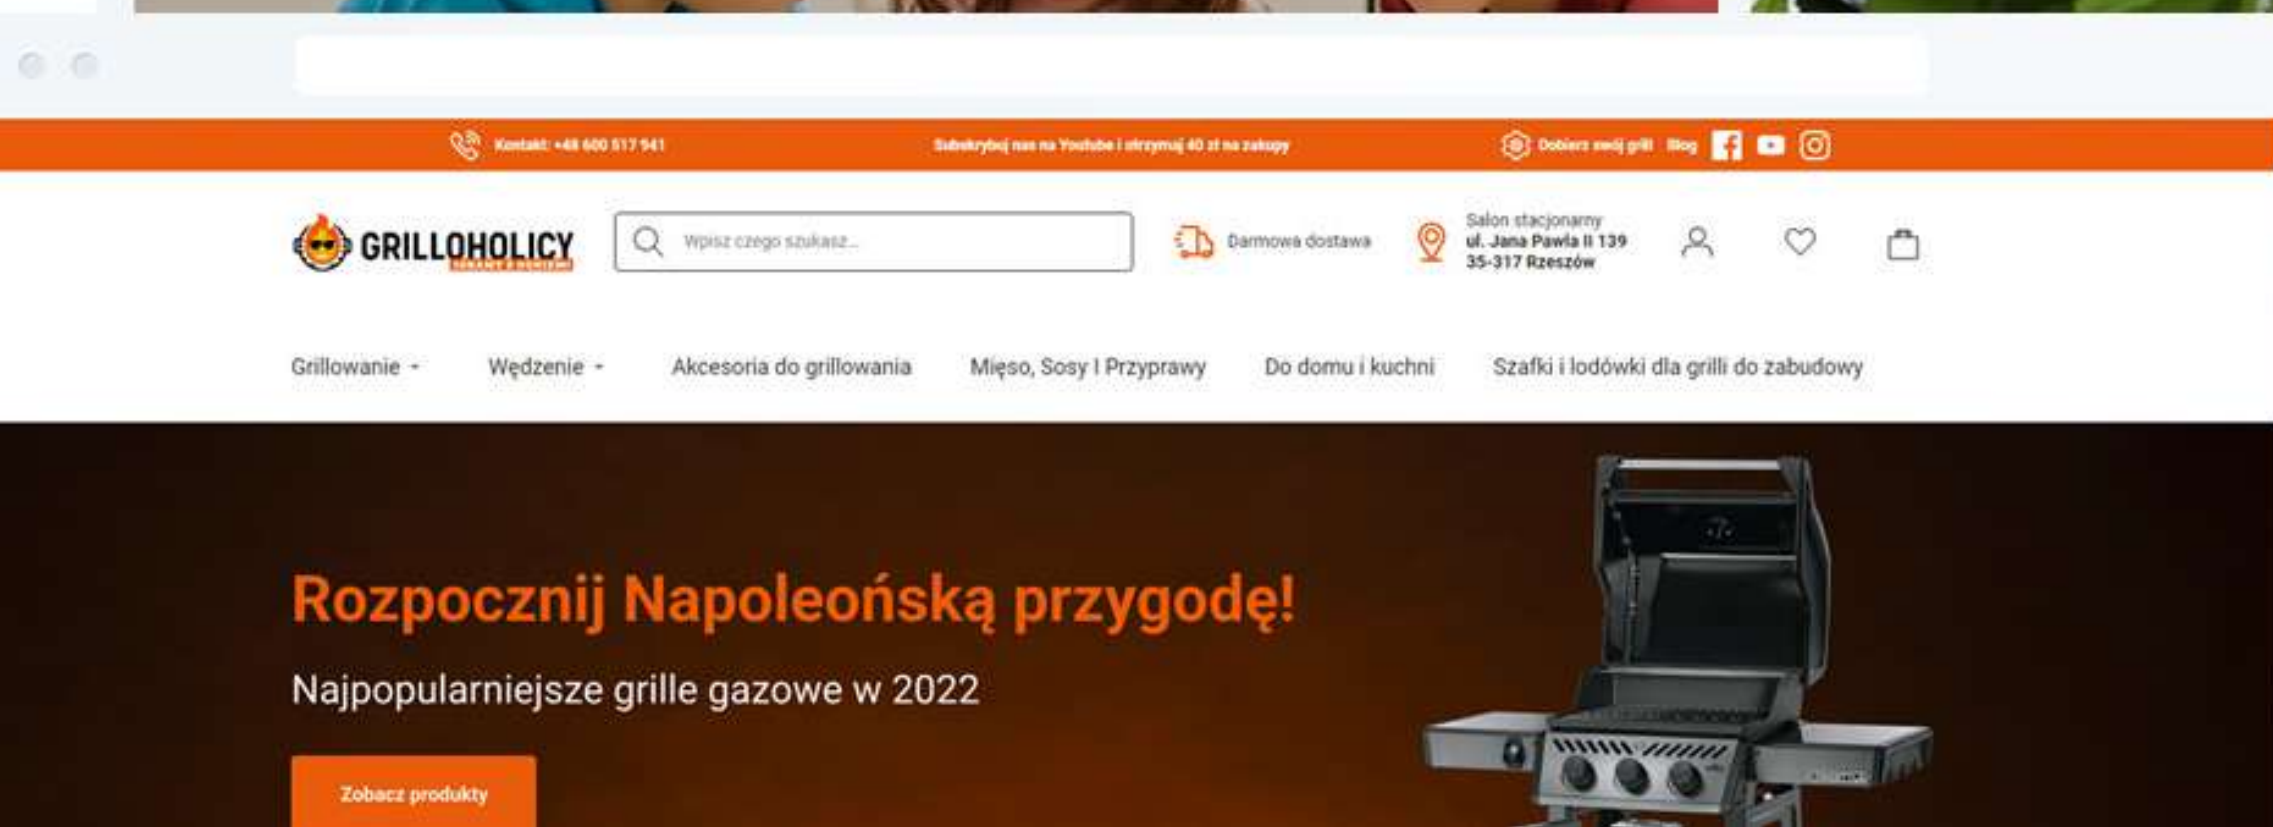 Kontakt: +48 600 517 941
Subskrybuj nas na Youtube i otrzymaj 40 zł na zakupy
Dobierz swój grill Blog
GRILLOHOLICY
Wpisz czego szukasz...
Darmowa dostawa
Salon stacjonarny
ul. Jana Pawła II 139
35-317 Rzeszów
Grillowanie
Wędzenie
Akcesoria do grillowania
Mięso, Sosy I Przyprawy
Do domu i kuchni
Szafki i lodówki dla grilli do zabudowy
Rozpocznij Napoleońską przygodę!
Najpopularniejsze grille gazowe w 2022
Zobacz produkty